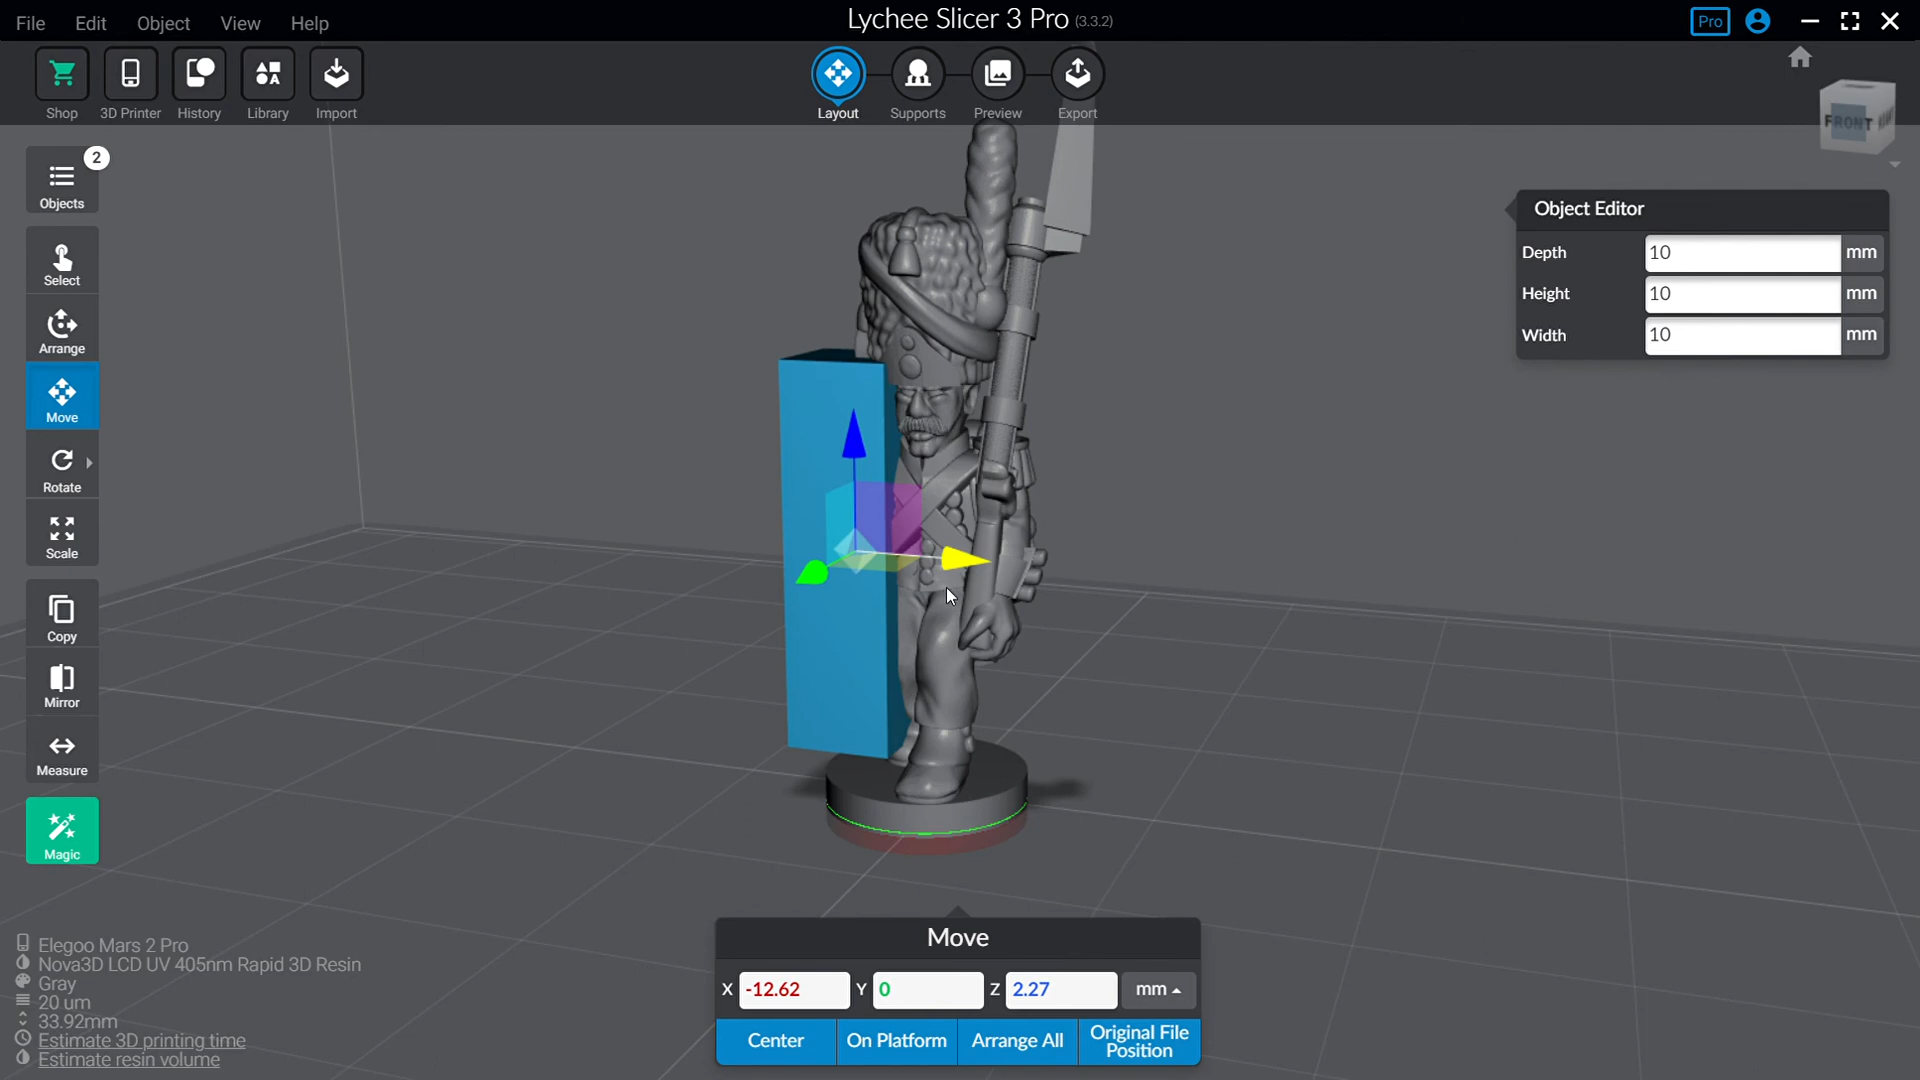 File Edit Object View Help
Lychee Slicer 3 Pro (3.3.2)
Pro
Shop 3D Printer History Library Import
Layout Supports Preview Export
FRONT
2
Objects
Select
Arrange
Move
Rotate
Scale
Copy
Mirror
Measure
Magic
Object Editor
Depth 10 mm
Height 10 mm
Width 10 mm
Elegoo Mars 2 Pro
Nova3D LCD UV 405nm Rapid 3D Resin
Gray
20 um
33.92mm
Estimate 3D printing time
Estimate resin volume
Move
X -12.62 Y 0 Z 2.27 mm
Center On Platform Arrange All Original File
Position